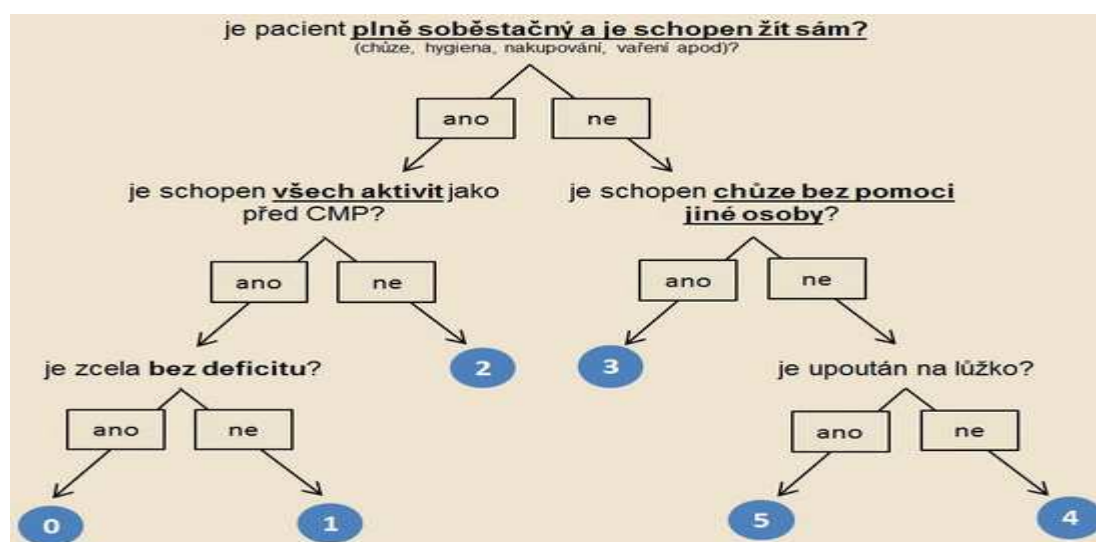 je pacient plně soběstačný a je schopen žít sám?
(chůze, hygiena, nakupování, vaření apod)?
ano
ne
je schopen všech aktivit jako
před CMP?
je schopen chůze bez pomoci
jiné osoby?
ano
ne
ano
ne
2
3
je zcela bez deficitu?
je upoután na lůžko?
ano
ne
ano
ne
0
1
5
4